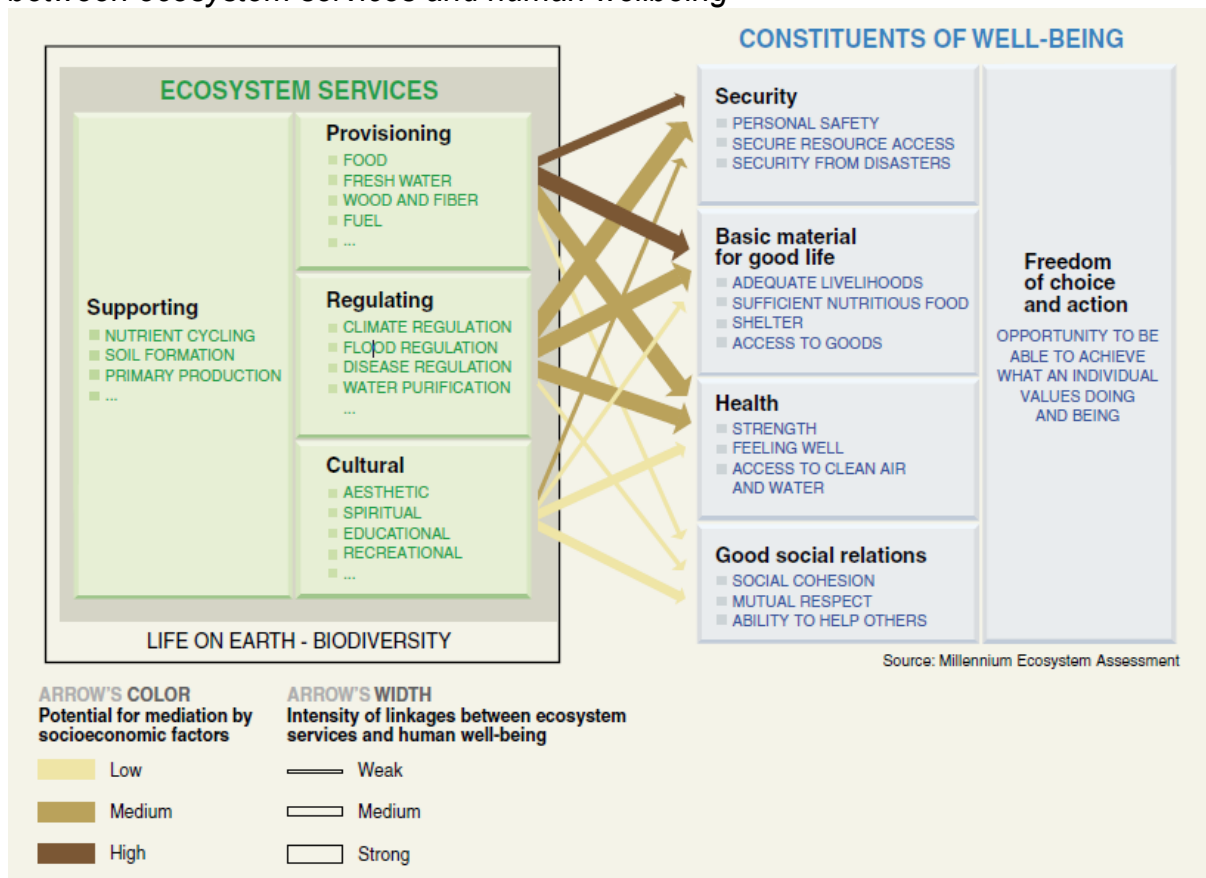 between ecosystem services and human wellbeing
CONSTITUENTS OF WELL-BEING
ECOSYSTEM SERVICES
Supporting
NUTRIENT CYCLING
SOIL FORMATION
PRIMARY PRODUCTION
...
Provisioning
FOOD
FRESH WATER
WOOD AND FIBER
FUEL
...
Regulating
CLIMATE REGULATION
FLOOD REGULATION
DISEASE REGULATION
WATER PURIFICATION
...
Cultural
AESTHETIC
SPIRITUAL
EDUCATIONAL
RECREATIONAL
...
LIFE ON EARTH - BIODIVERSITY
Security
PERSONAL SAFETY
SECURE RESOURCE ACCESS
SECURITY FROM DISASTERS
Basic material
for good life
ADEQUATE LIVELIHOODS
SUFFICIENT NUTRITIOUS FOOD
SHELTER
ACCESS TO GOODS
Health
STRENGTH
FEELING WELL
ACCESS TO CLEAN AIR
AND WATER
Good social relations
SOCIAL COHESION
MUTUAL RESPECT
ABILITY TO HELP OTHERS
Freedom
of choice
and action
OPPORTUNITY TO BE
ABLE TO ACHIEVE
WHAT AN INDIVIDUAL
VALUES DOING
AND BEING
Source: Millennium Ecosystem Assessment
ARROW'S COLOR
Potential for mediation by
socioeconomic factors
Low
Medium
High
ARROW'S WIDTH
Intensity of linkages between ecosystem
services and human well-being
Weak
Medium
Strong